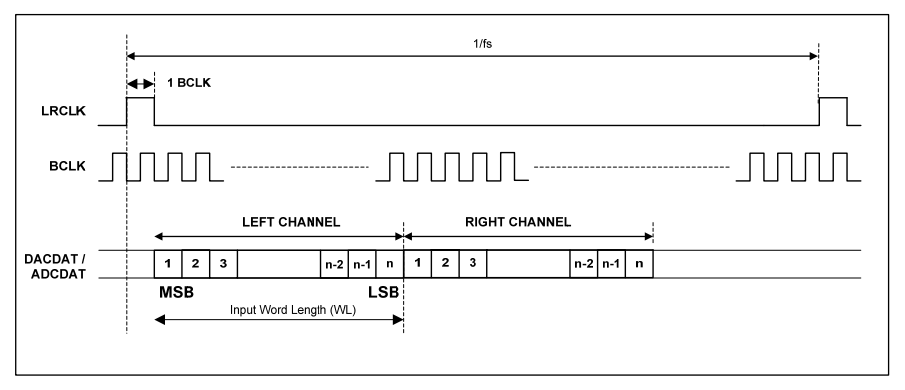 1/fs
1 BCLK
LRCLK
BCLK
LEFT CHANNEL RIGHT CHANNEL
DACDAT /
ADCDAT
1 2 3 n-2 n-1 n 1 2 3 n-2 n-1 n
MSB LSB
Input Word Length (WL)